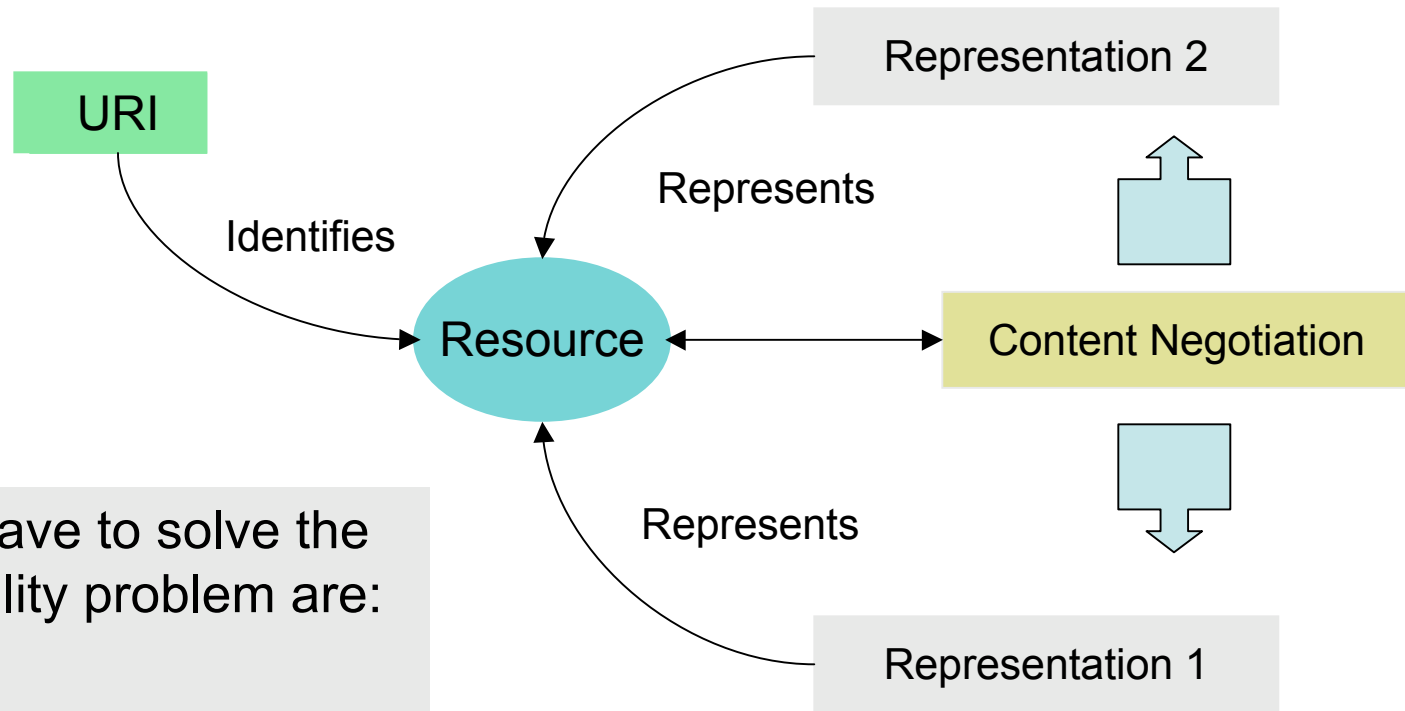 Representation 2
URI
Represents
Identifies
Resource
Content Negotiation
ave to solve the
lity problem are:
Represents
Representation 1